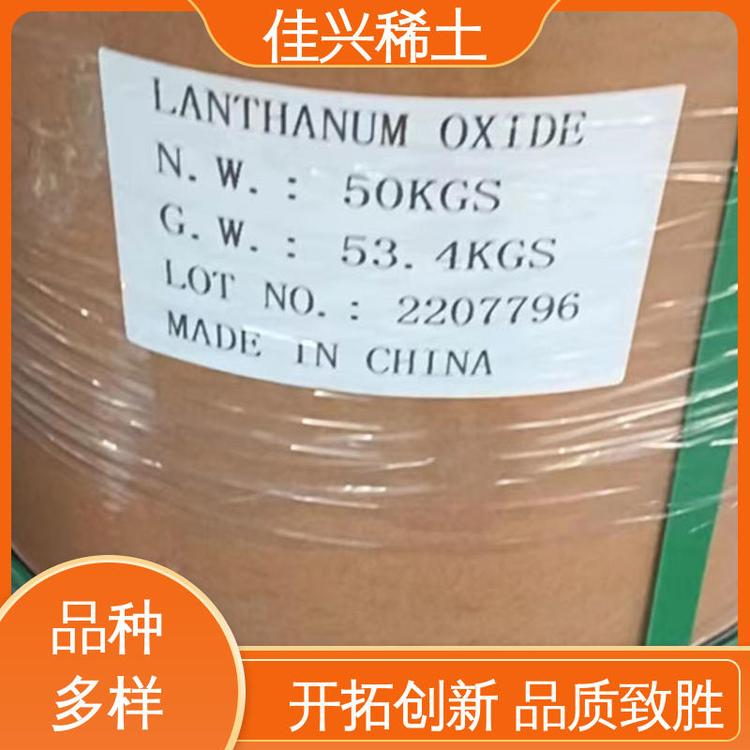 佳兴稀土
LANTHANUM OXIDE
N.W.: 50KGS
G.W.: 53.4KGS
LOT NO.: 2207796
MADE IN CHINA
品种
多样
开拓创新 品质致胜